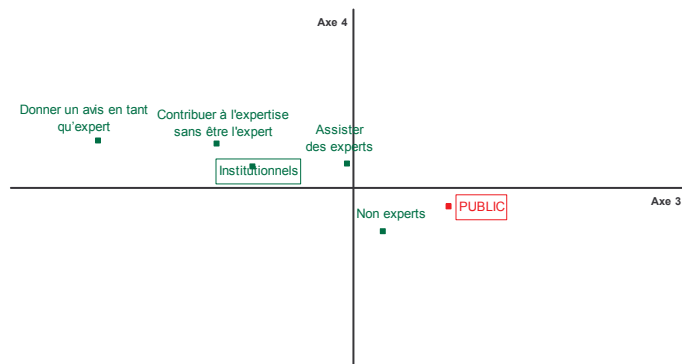 Axe 4
Donner un avis en tant
qu'expert
Contribuer à l'expertise
sans être l'expert
Assister
des experts
Institutionnels
Axe 3
Non experts
PUBLIC